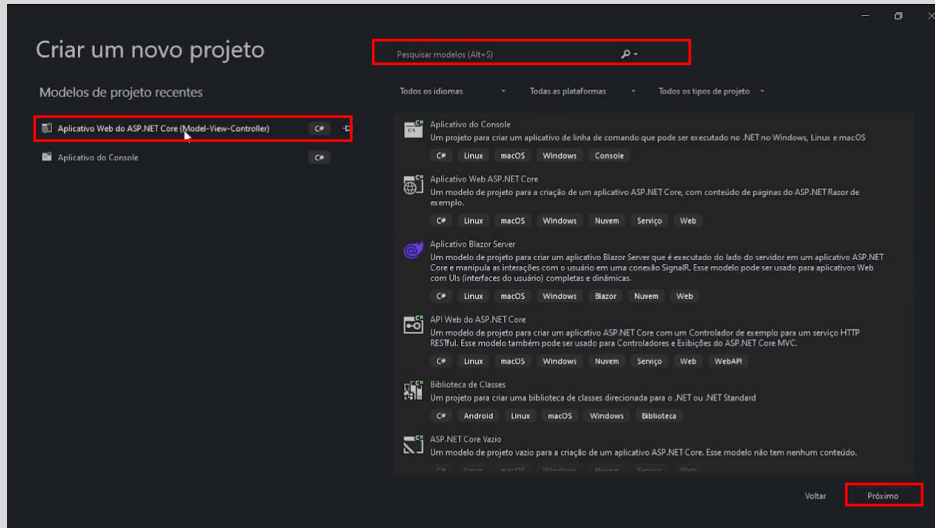 Criar um novo projeto
Pesquisar modelos (Alt+S)
Modelos de projeto recentes
Aplicativo Web do ASP.NET Core (Model-View-Controller) C#
Aplicativo do Console C#
Todos os idiomas Todas as plataformas Todos os tipos de projeto
Aplicativo do Console
Um projeto para criar um aplicativo de linha de comando que pode ser executado no .NET no Windows, Linux e macOS
C# Linux macOS Windows Console
Aplicativo Web ASP.NET Core
Um modelo de projeto para a criação de um aplicativo ASP.NET Core, com conteúdo de páginas do ASP.NET Razor de
exemplo.
C# Linux macOS Windows Nuvem Serviço Web
Aplicativo Blazor Server
Um modelo de projeto para criar um aplicativo Blazor Server que é executado do lado do servidor em um aplicativo ASP.NET
Core e manipula as interações com o usuário em uma conexão SignalR. Esse modelo pode ser usado para aplicativos Web
com UIs (interfaces do usuário) completas e dinâmicas.
C# Linux macOS Windows Blazor Nuvem Web
API Web do ASP.NET Core
Um modelo de projeto para criar um aplicativo ASP.NET Core com um Controlador de exemplo para um serviço HTTP
RESTful. Esse modelo também pode ser usado para Controladores e Exibições do ASP.NET Core MVC.
C# Linux macOS Windows Nuvem Serviço Web WebAPI
Biblioteca de Classes
Um projeto para criar uma biblioteca de classes direcionada para o .NET ou .NET Standard
C# Android Linux macOS Windows Biblioteca
ASP.NET Core Vazio
Um modelo de projeto vazio para a criação de um aplicativo ASP.NET Core. Esse modelo não tem nenhum conteúdo.
C# Linux macOS Windows Nuvem Serviço Web
Voltar Próximo